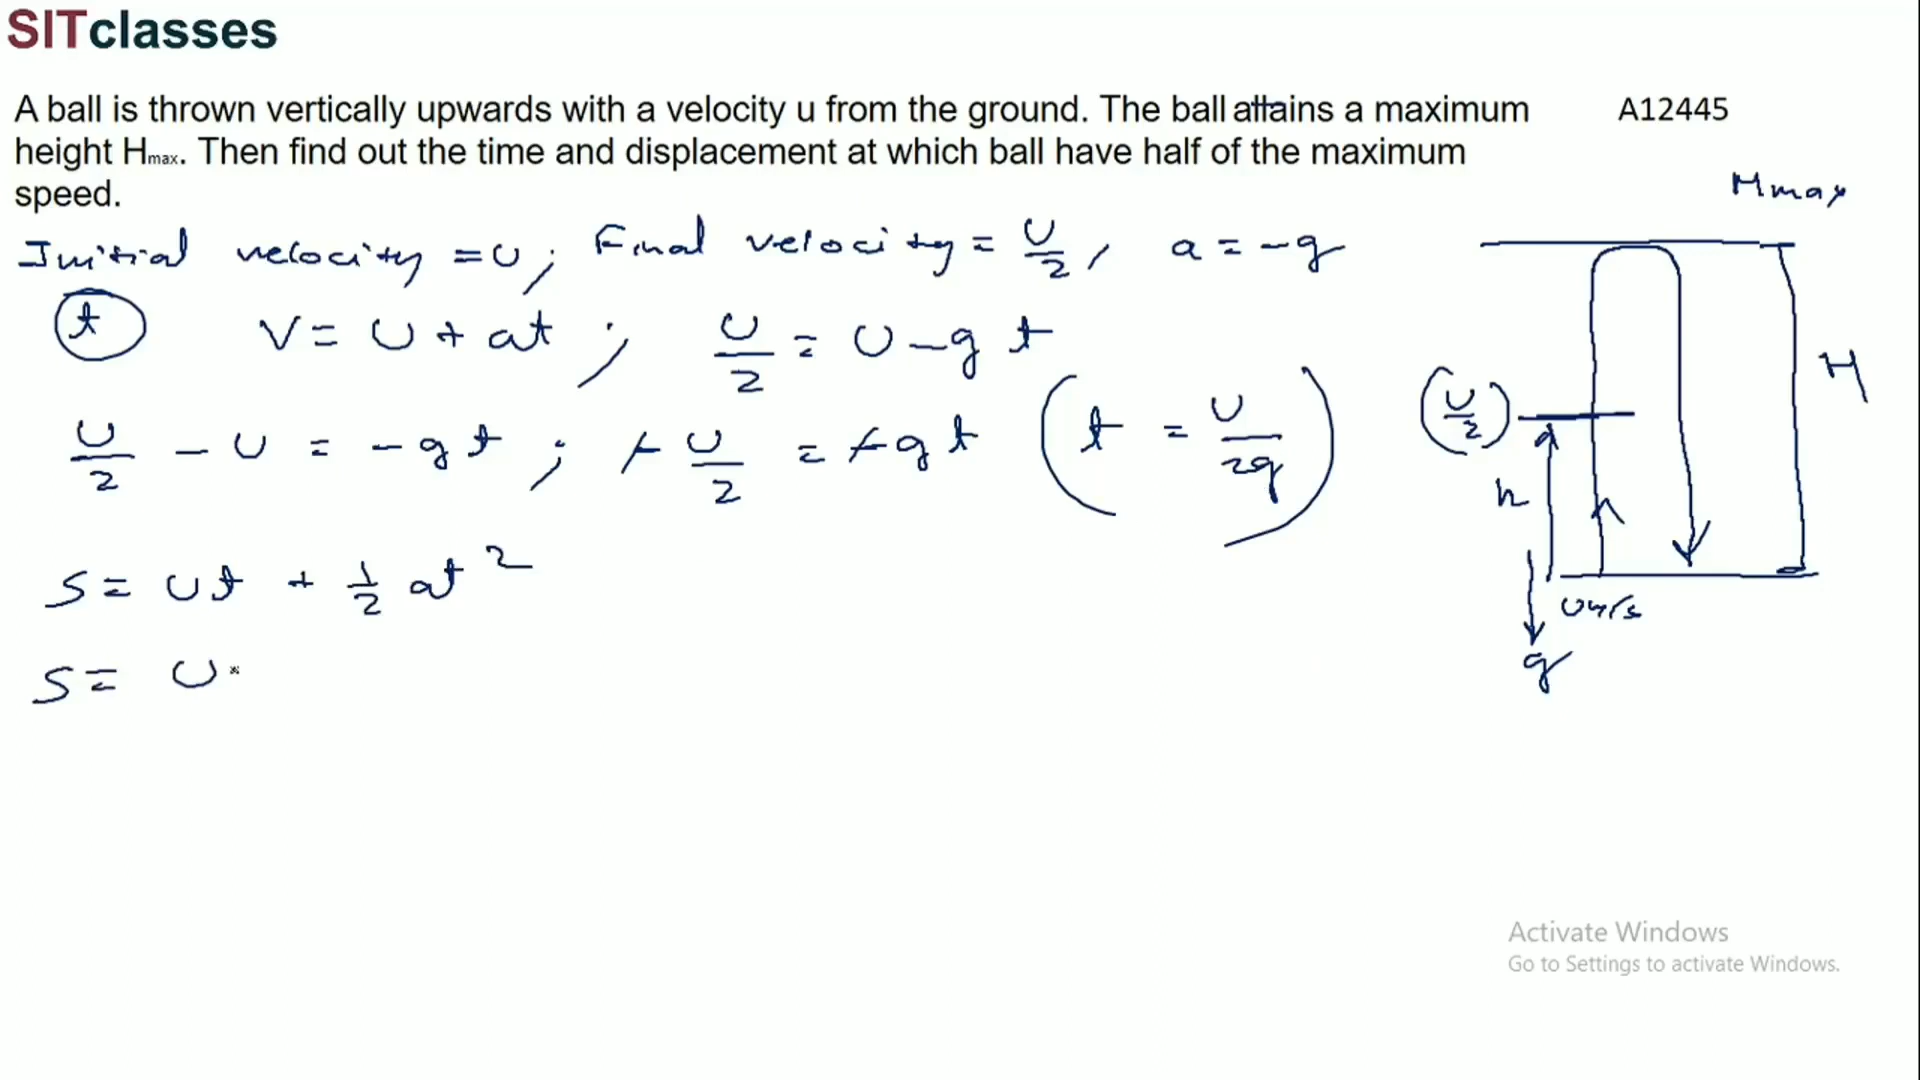 SITclasses
A ball is thrown vertically upwards with a velocity u from the ground. The ball attains a maximum A12445
height Hmax. Then find out the time and displacement at which ball have half of the maximum
speed.
Hmax
Initial velocity = U ; Final velocity = U/2 , a = -g
t V = U + at ; U/2 = U - g t
H
U/2 - U = -gt ; -U/2 = -gt (t = U/2g)
(U/2)
h
S = Ut + 1/2 at²
U m/s
g
S = U
Activate Windows
Go to Settings to activate Windows.